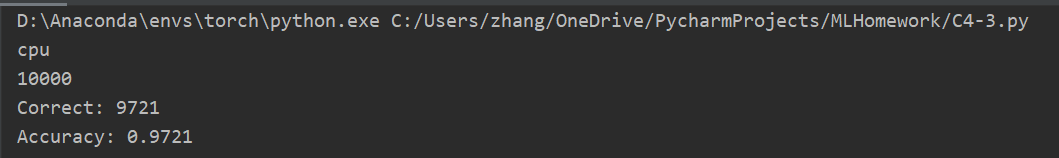 D:\Anaconda\envs\torch\python.exe C:/Users/zhang/OneDrive/PycharmProjects/MLHomework/C4-3.py
cpu
10000
Correct: 9721
Accuracy: 0.9721